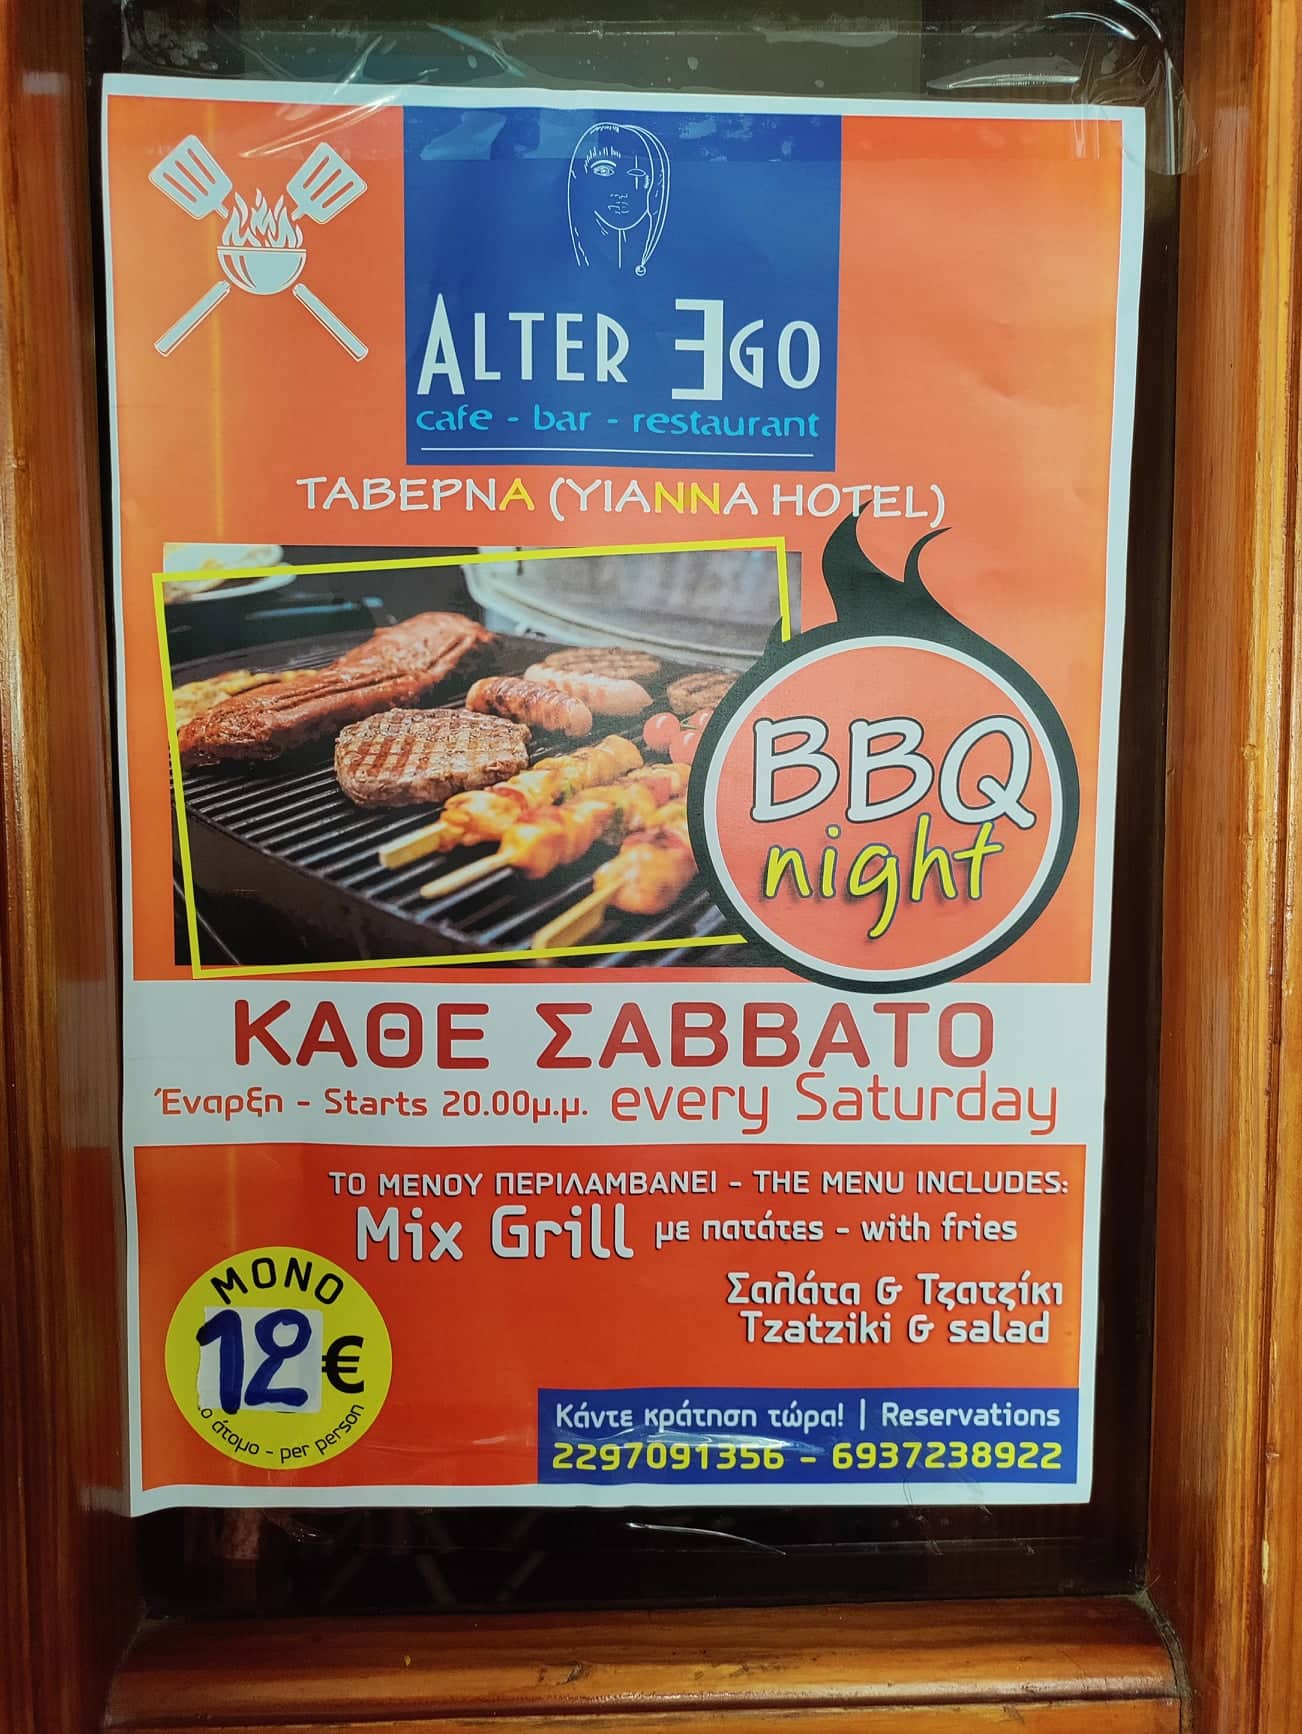 ALTER EGO
cafe - bar - restaurant
ΤΑΒΕΡΝΑ (YIANNA HOTEL)
BBQ
night
ΚΑΘΕ ΣΑΒΒΑΤΟ
Έναρξη - Starts 20.00μ.μ. every Saturday
ΤΟ ΜΕΝΟΥ ΠΕΡΙΛΑΜΒΑΝΕΙ - THE MENU INCLUDES:
Mix Grill με πατάτες - with fries
Σαλάτα & Τζατζίκι
Tzatziki & salad
ΜΟΝΟ
12€
το άτομο - per person
Κάντε κράτηση τώρα! | Reservations
2297091356 - 6937238922